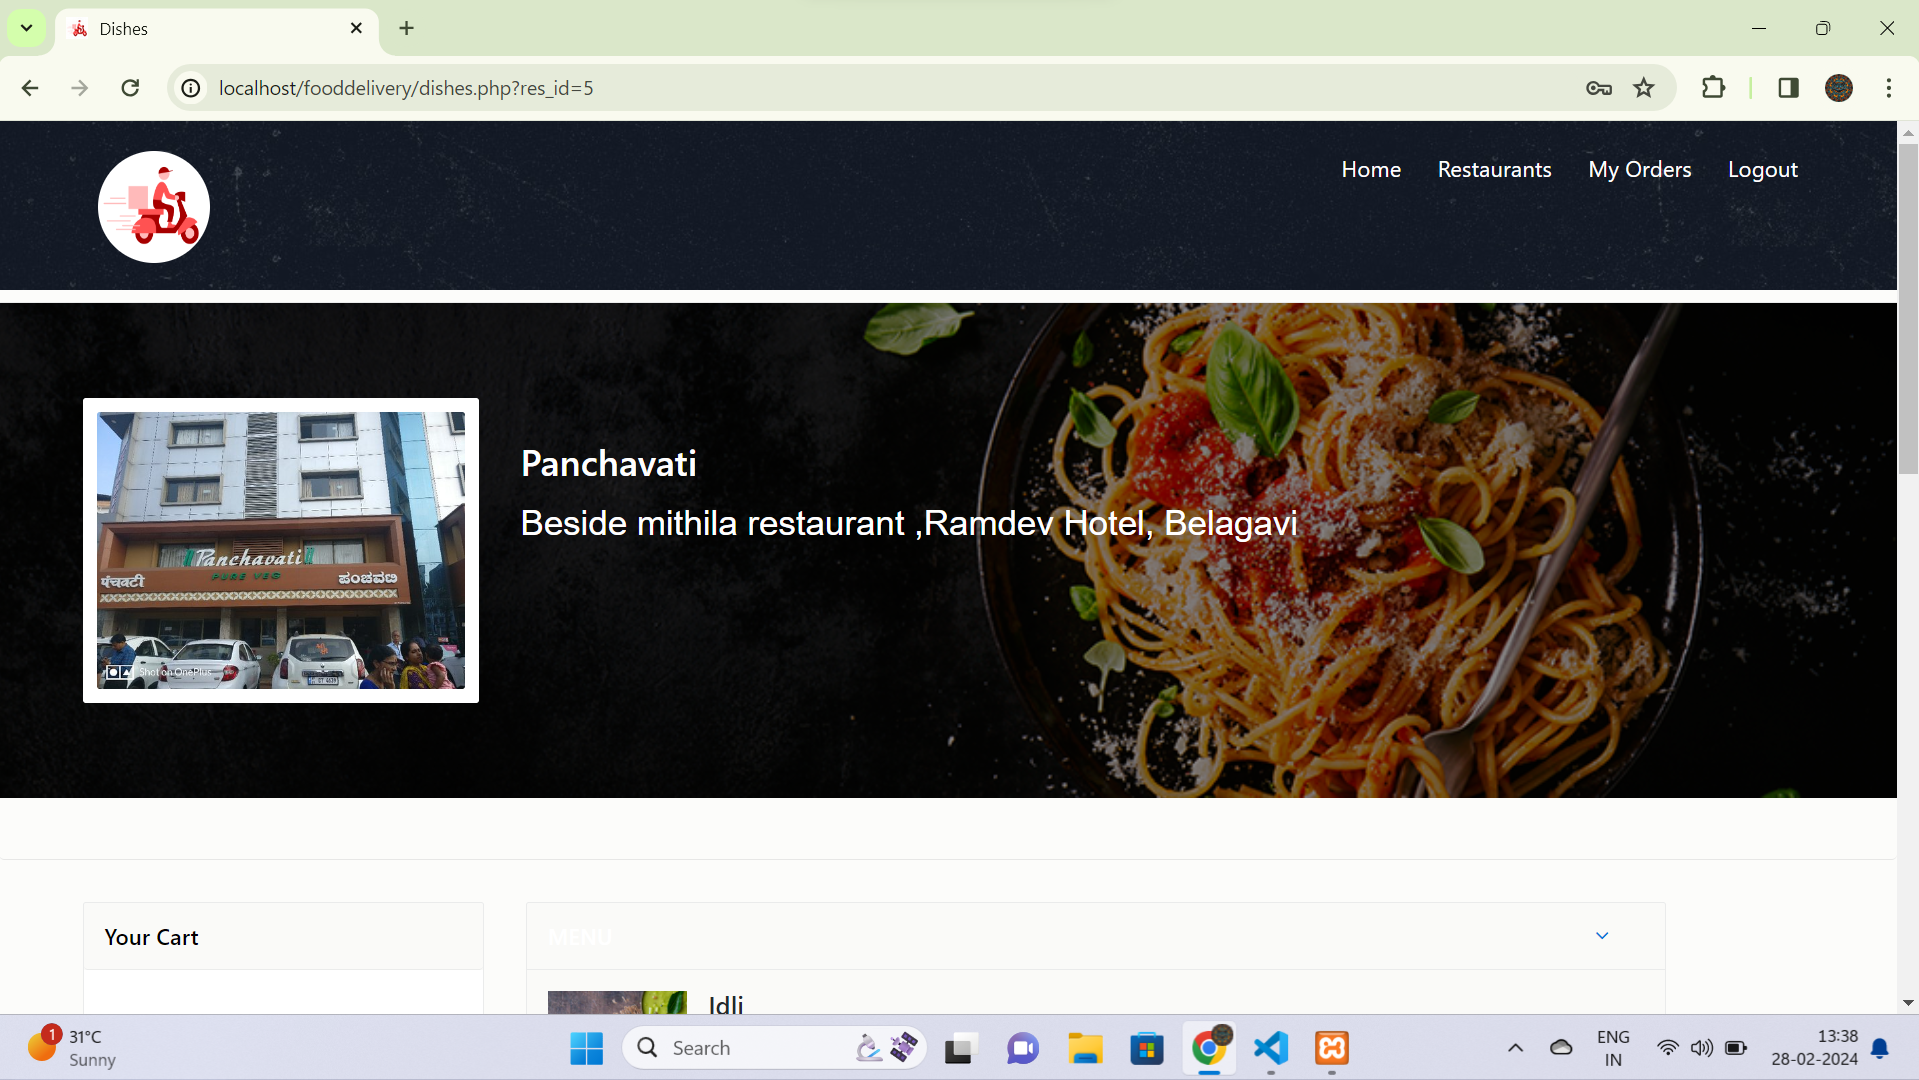 Dishes
localhost/fooddelivery/dishes.php?res_id=5
Home Restaurants My Orders Logout
Panchavati
Beside mithila restaurant ,Ramdev Hotel, Belagavi
Panchavati
PURE VEG
पंचवटी ಪಂಚವಟಿ
Shot on OnePlus
Your Cart
MENU
Idli
1
31°C
Sunny
Search
ENG
IN
13:38
28-02-2024